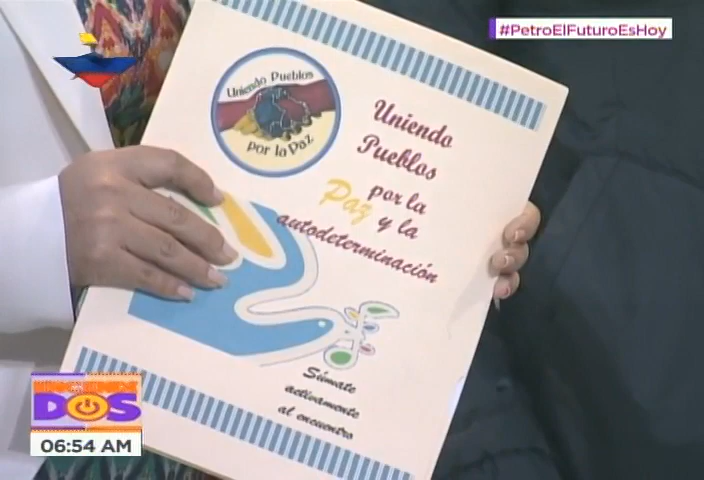 #PetroElFuturoEsHoy
Uniendo Pueblos
por la Paz
Uniendo
Pueblos
por la
Paz y la
autodeterminación
Súmate
activamente
al encuentro
DOS
06:54 AM